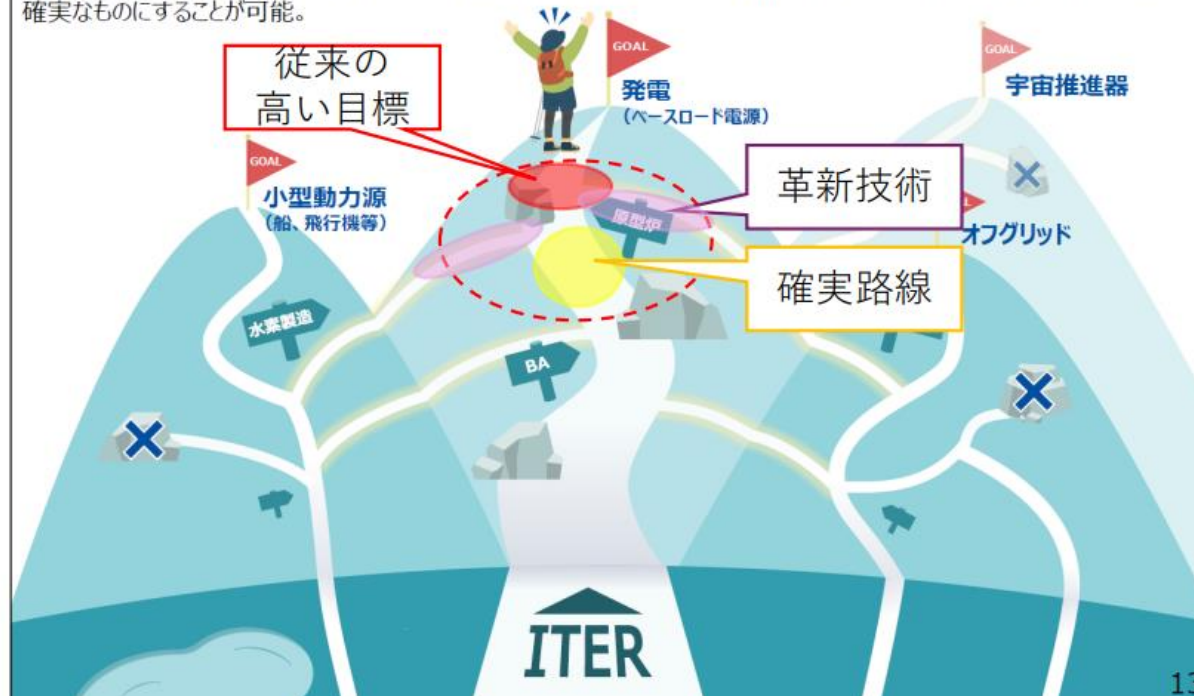 確実なものにすることが可能。
従来の
高い目標
GOAL
発電
(ベースロード電源)
GOAL
宇宙推進器
GOAL
小型動力源
(船、飛行機等)
革新技術
原型炉
オフグリッド
確実路線
水素製造
BA
ITER